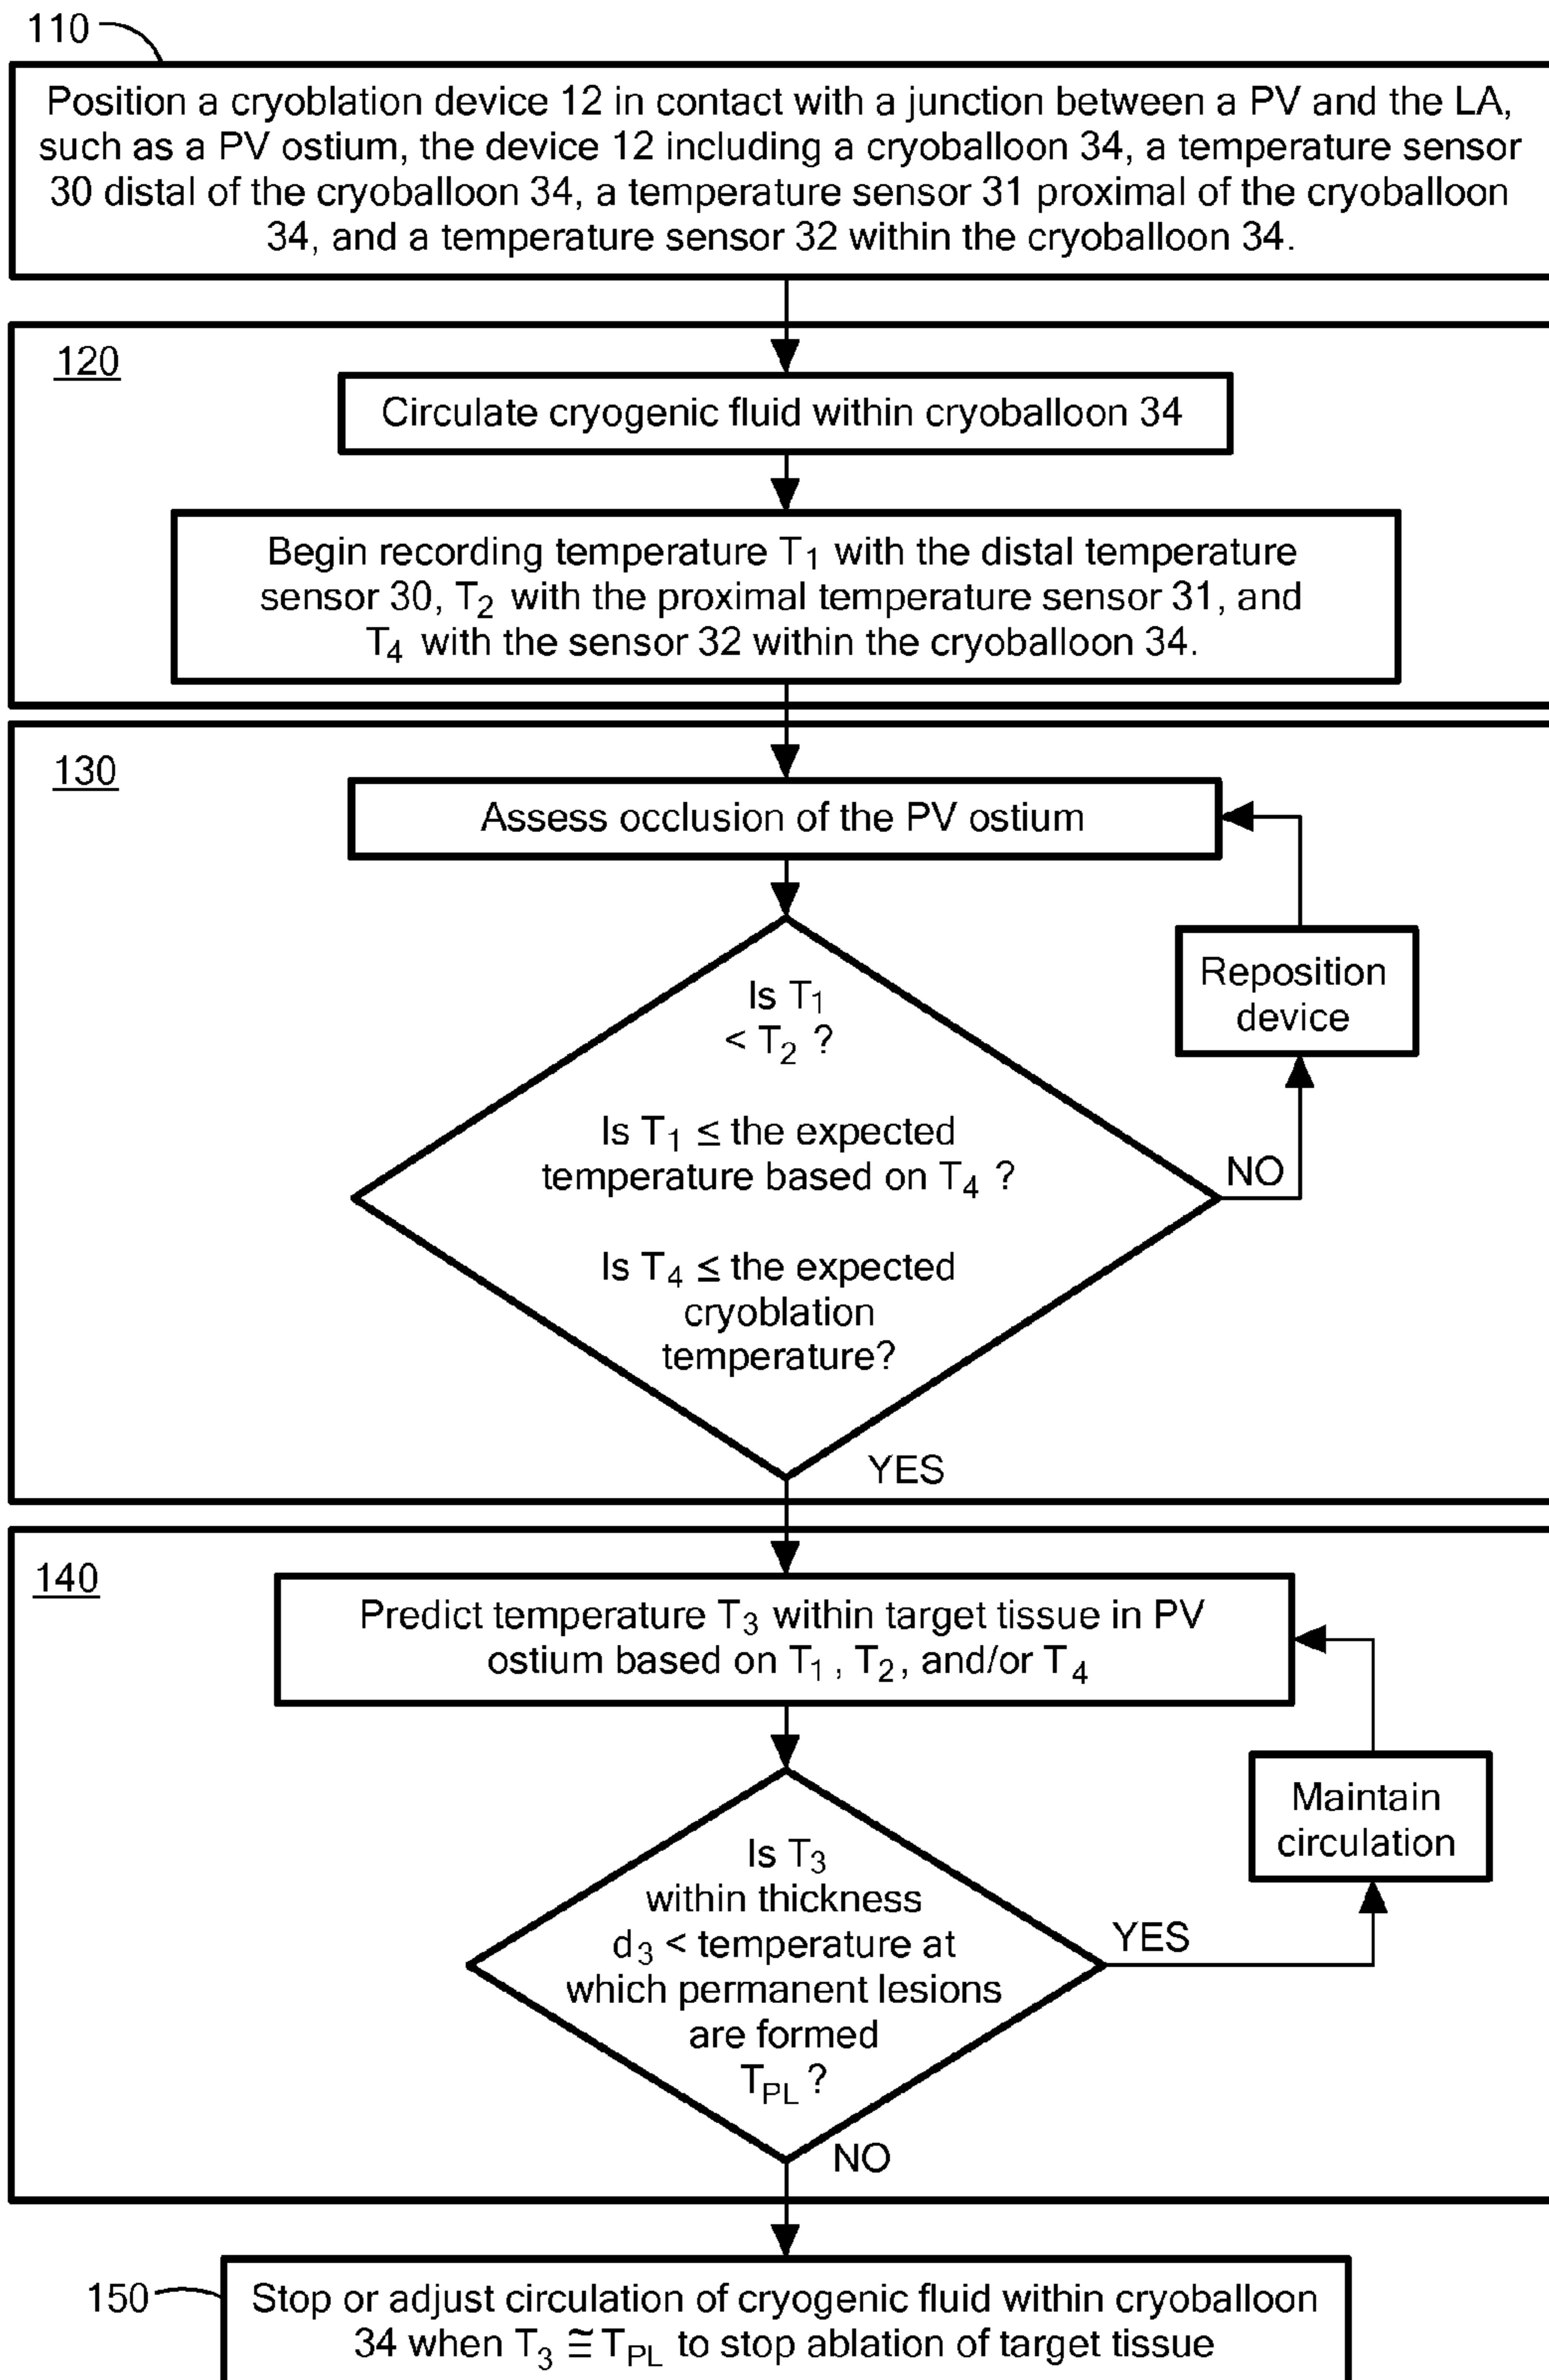 110
Position a cryoblation device 12 in contact with a junction between a PV and the LA,
such as a PV ostium, the device 12 including a cryoballoon 34, a temperature sensor
30 distal of the cryoballoon 34, a temperature sensor 31 proximal of the cryoballoon
34, and a temperature sensor 32 within the cryoballoon 34.
120
Circulate cryogenic fluid within cryoballoon 34
Begin recording temperature T1 with the distal temperature
sensor 30, T2 with the proximal temperature sensor 31, and
T4 with the sensor 32 within the cryoballoon 34.
130
Assess occlusion of the PV ostium
Reposition
device
Is T1
< T2 ?
Is T1 ≤ the expected
temperature based on T4 ?
NO
Is T4 ≤ the expected
cryoblation
temperature?
YES
140
Predict temperature T3 within target tissue in PV
ostium based on T1 , T2, and/or T4
Maintain
circulation
Is T3
within thickness
d3 < temperature at
which permanent lesions
are formed
TPL ?
YES
NO
150
Stop or adjust circulation of cryogenic fluid within cryoballoon
34 when T3 ≅ TPL to stop ablation of target tissue